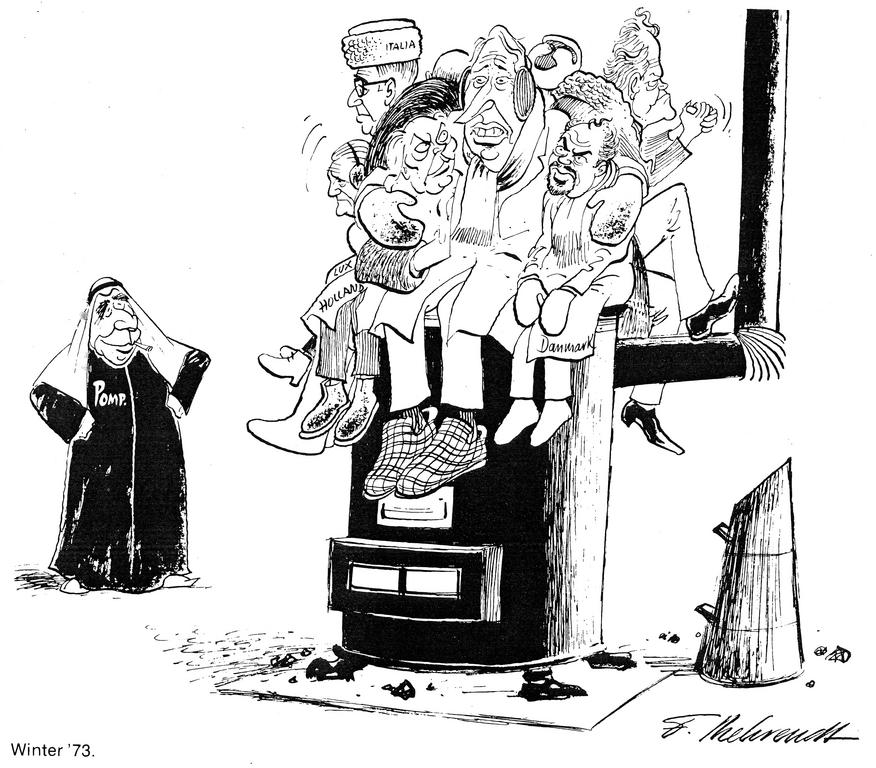 ITALIA
LUX
HOLLAND
Danmark
Pomp.
Winter '73.